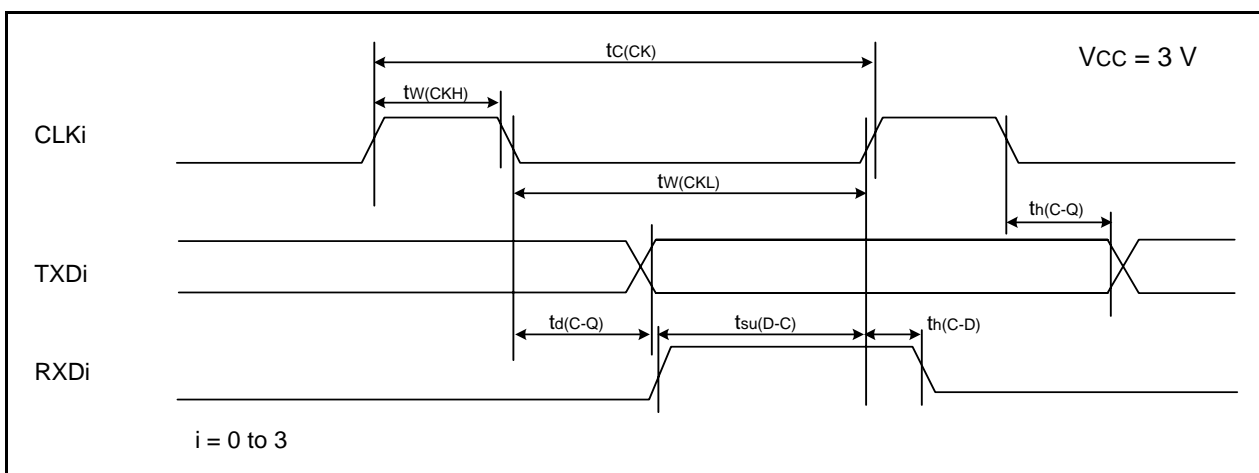 tC(CK)
VCC = 3 V
tW(CKH)
CLKi
tW(CKL)
th(C-Q)
TXDi
td(C-Q)
tsu(D-C)
th(C-D)
RXDi
i = 0 to 3